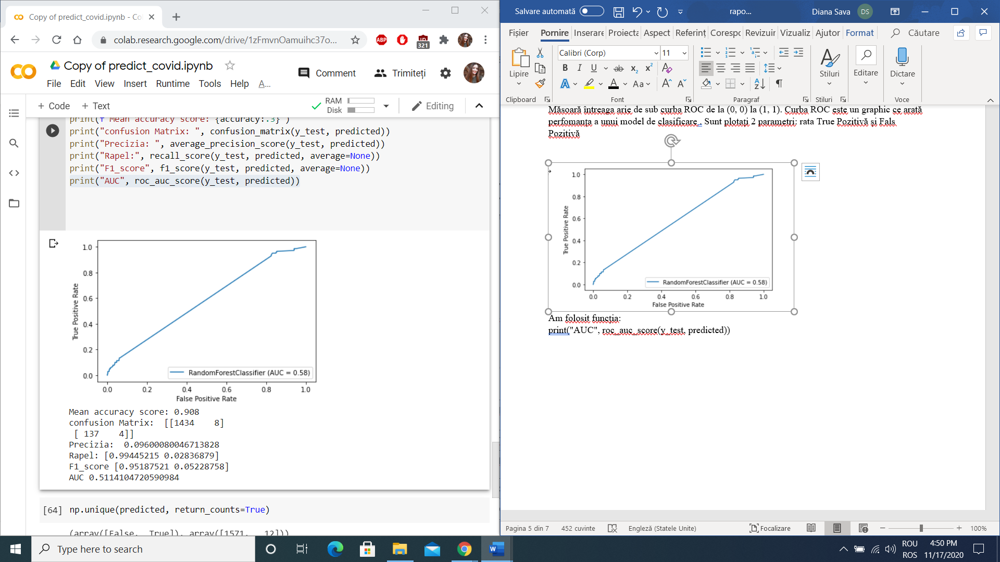 Copy of predict_covid.ipynb - Co
colab.research.google.com/drive/1zFmvnOamuihc37o...
ABP
321
Copy of predict_covid.ipynb
Comment
Trimiteți
File Edit View Insert Runtime Tools Help A...
+ Code + Text
RAM
Disk
Editing
print(f"Mean accuracy score: {accuracy:.3}")
print("confusion Matrix: ", confusion_matrix(y_test, predicted))
print("Precizia: ", average_precision_score(y_test, predicted))
print("Rapel:", recall_score(y_test, predicted, average=None))
print("F1_score", f1_score(y_test, predicted, average=None))
print("AUC", roc_auc_score(y_test, predicted))
1.0
0.8
0.6
0.4
0.2
0.0
True Positive Rate
RandomForestClassifier (AUC = 0.58)
0.0 0.2 0.4 0.6 0.8 1.0
False Positive Rate
Mean accuracy score: 0.908
confusion Matrix:  [[1434    8]
[ 137    4]]
Precizia:  0.09600080046713828
Rapel: [0.99445215 0.02836879]
F1_score [0.95187521 0.05228758]
AUC 0.5114104720590984
[64] np.unique(predicted, return_counts=True)
(array([False,  True]), array([1571,   12]))
Salvare automată
rapo...
Diana Sava
DS
Fișier Pornire Inserare Proiecta Aspect Referinț Corespo Revizuir Vizualiz Ajutor Format Căutare
Lipire
Calibri (Corp) 11
B I U ab x₂ x²
A A Aa A A
Stiluri
Editare
Dictare
Clipboard Font Paragraf Stiluri Voce
Măsoară întreaga arie de sub curba ROC de la (0, 0) la (1, 1). Curba ROC este un graphic ce arată
perfomanța a unui model de clasificare,. Sunt plotați 2 parametri: rata True Pozitivă și Fals
Pozitivă
1.0
0.8
0.6
0.4
0.2
0.0
True Positive Rate
RandomForestClassifier (AUC = 0.58)
0.0 0.2 0.4 0.6 0.8 1.0
False Positive Rate
Am folosit funcția:
print("AUC", roc_auc_score(y_test, predicted))
Pagina 5 din 7 452 cuvinte Engleză (Statele Unite) Focalizare 100%
Type here to search
ROU
ROS
4:50 PM
11/17/2020